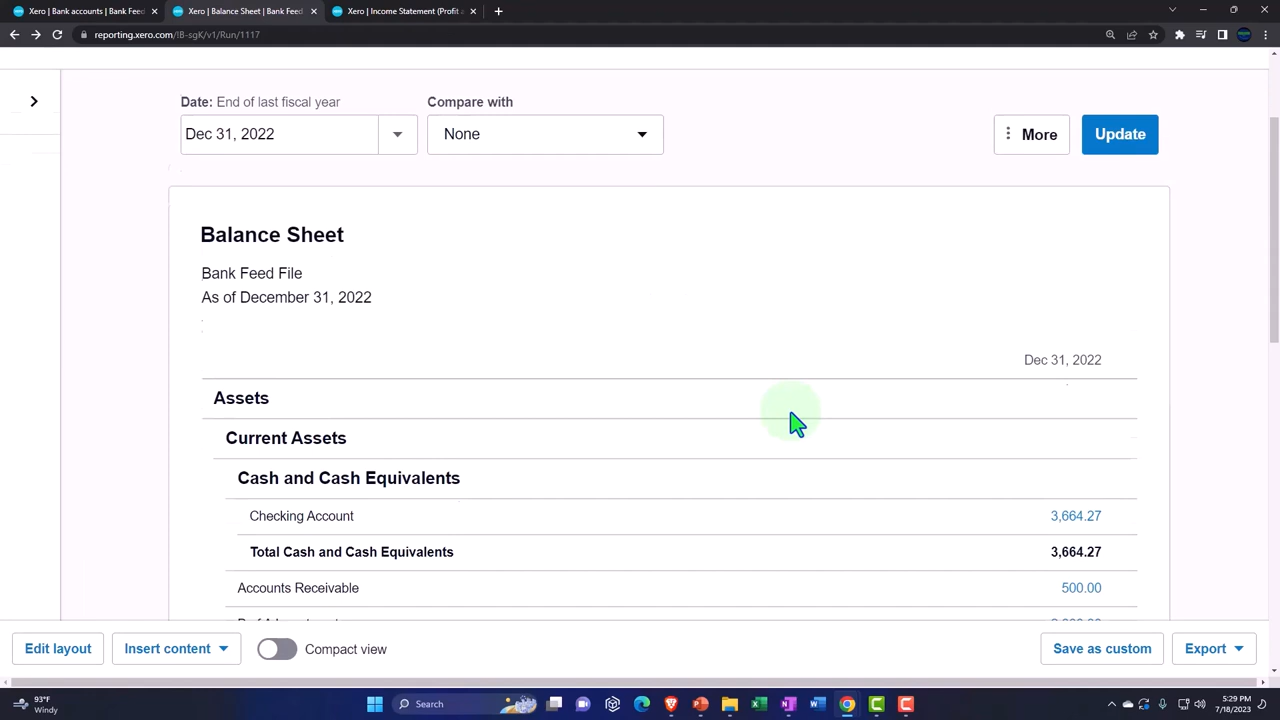 Xero | Bank accounts | Bank Feed
Xero | Balance Sheet | Bank Feed
Xero | Income Statement (Profit a
reporting.xero.com/!B-sgK/v1/Run/1117
Date: End of last fiscal year
Compare with
Dec 31, 2022
None
More
Update
Balance Sheet
Bank Feed File
As of December 31, 2022
Dec 31, 2022
Assets
Current Assets
Cash and Cash Equivalents
Checking Account 3,664.27
Total Cash and Cash Equivalents 3,664.27
Accounts Receivable 500.00
Edit layout
Insert content
Compact view
Save as custom
Export
93°F
Windy
Search
5:29 PM
7/18/2023